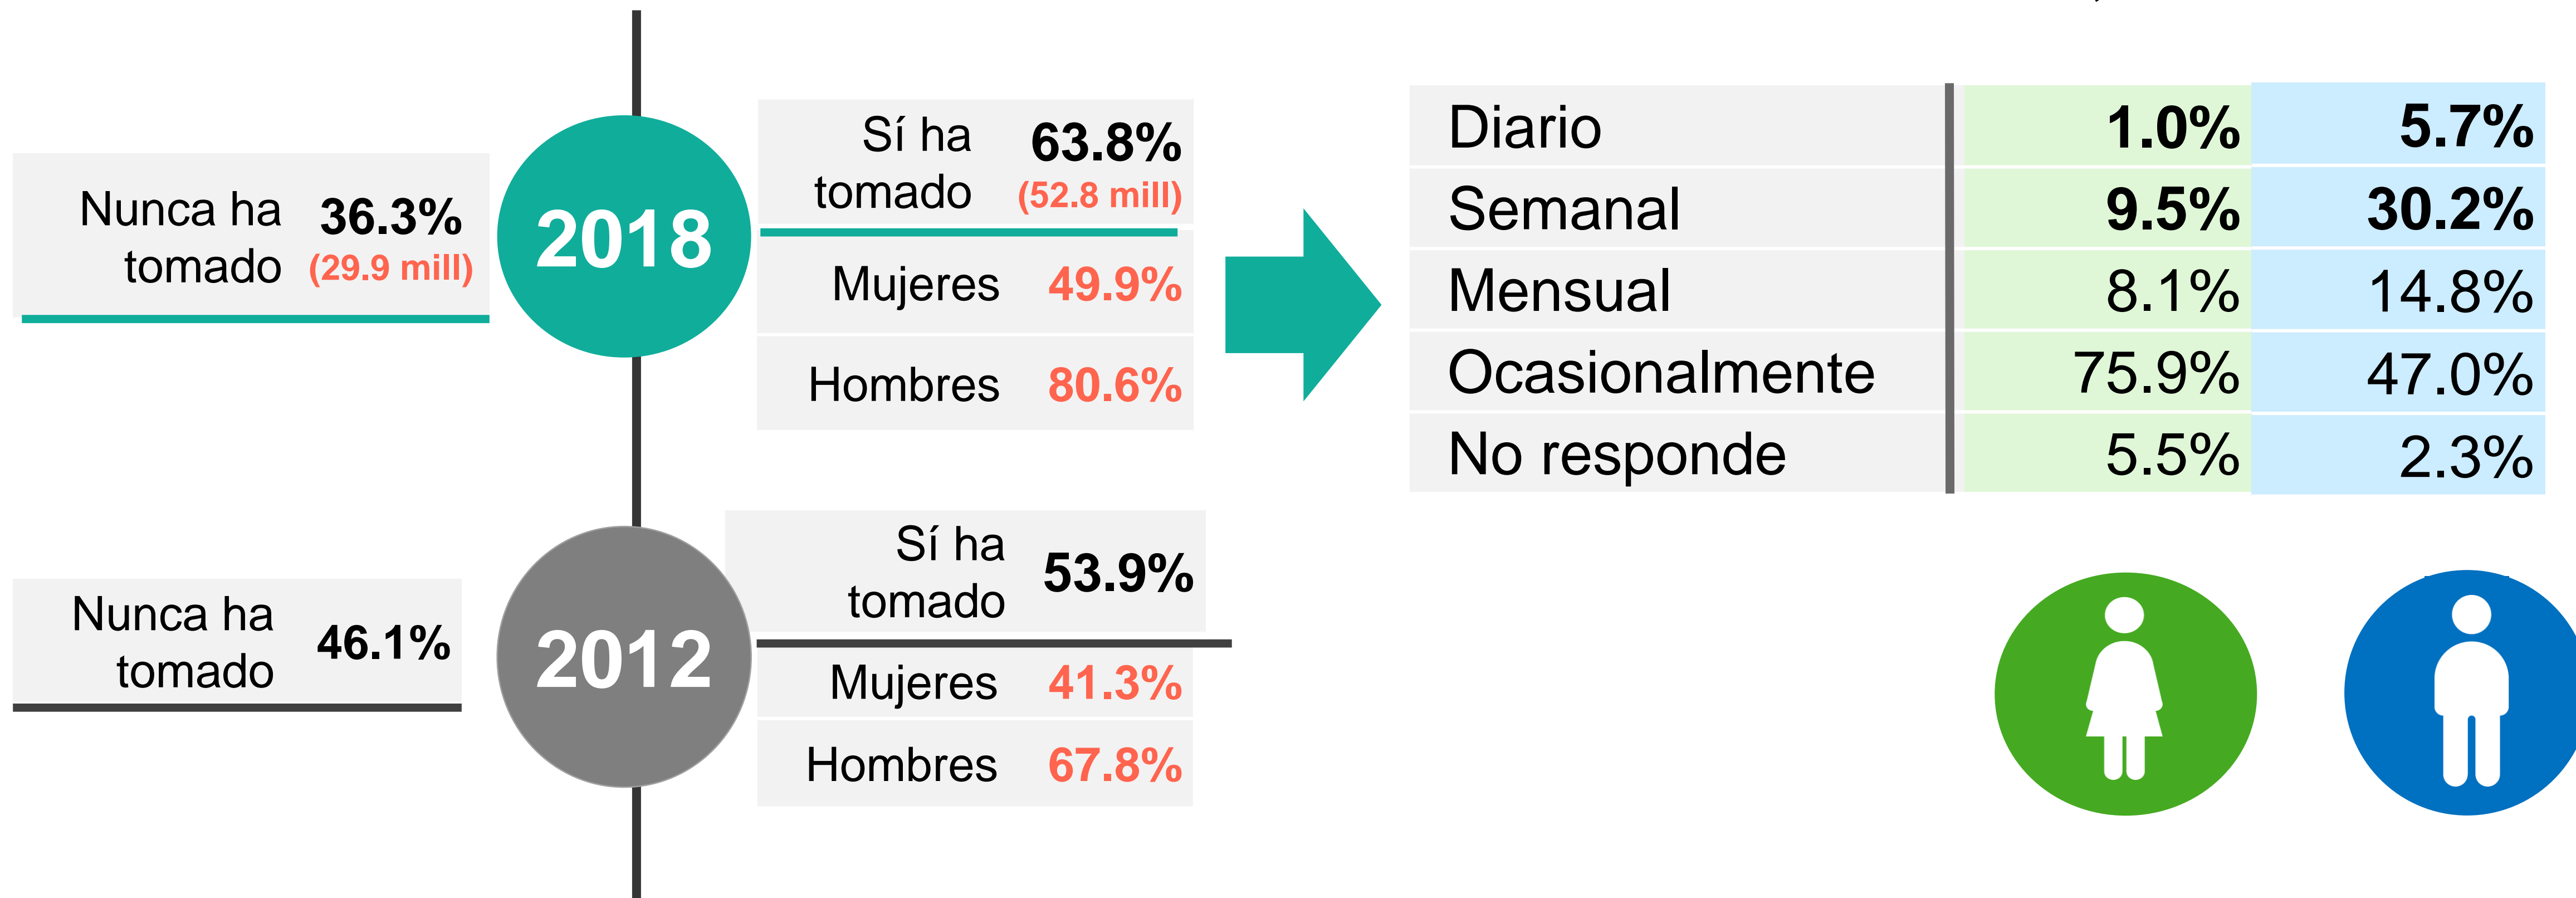 Nunca ha
tomado
36.3%
(29.9 mill)
2018
Sí ha
tomado
63.8%
(52.8 mill)
Mujeres 49.9%
Hombres 80.6%
Diario 1.0% 5.7%
Semanal 9.5% 30.2%
Mensual 8.1% 14.8%
Ocasionalmente 75.9% 47.0%
No responde 5.5% 2.3%
Nunca ha
tomado
46.1%
2012
Sí ha
tomado
53.9%
Mujeres 41.3%
Hombres 67.8%